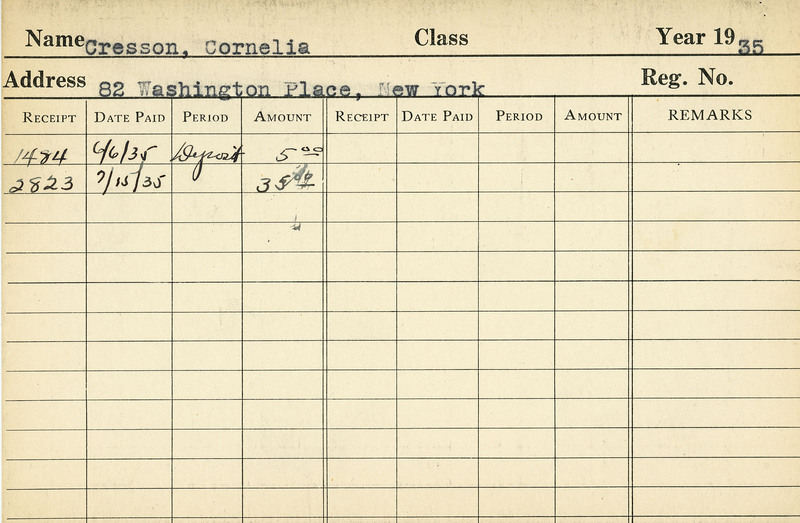 Name Cresson, Cornelia Class Year 1935
Address 82 Washington Place, New York Reg. No.
RECEIPT DATE PAID PERIOD AMOUNT RECEIPT DATE PAID PERIOD AMOUNT REMARKS
1484 6/6/35 Deposit 5 00
2823 7/15/35 35